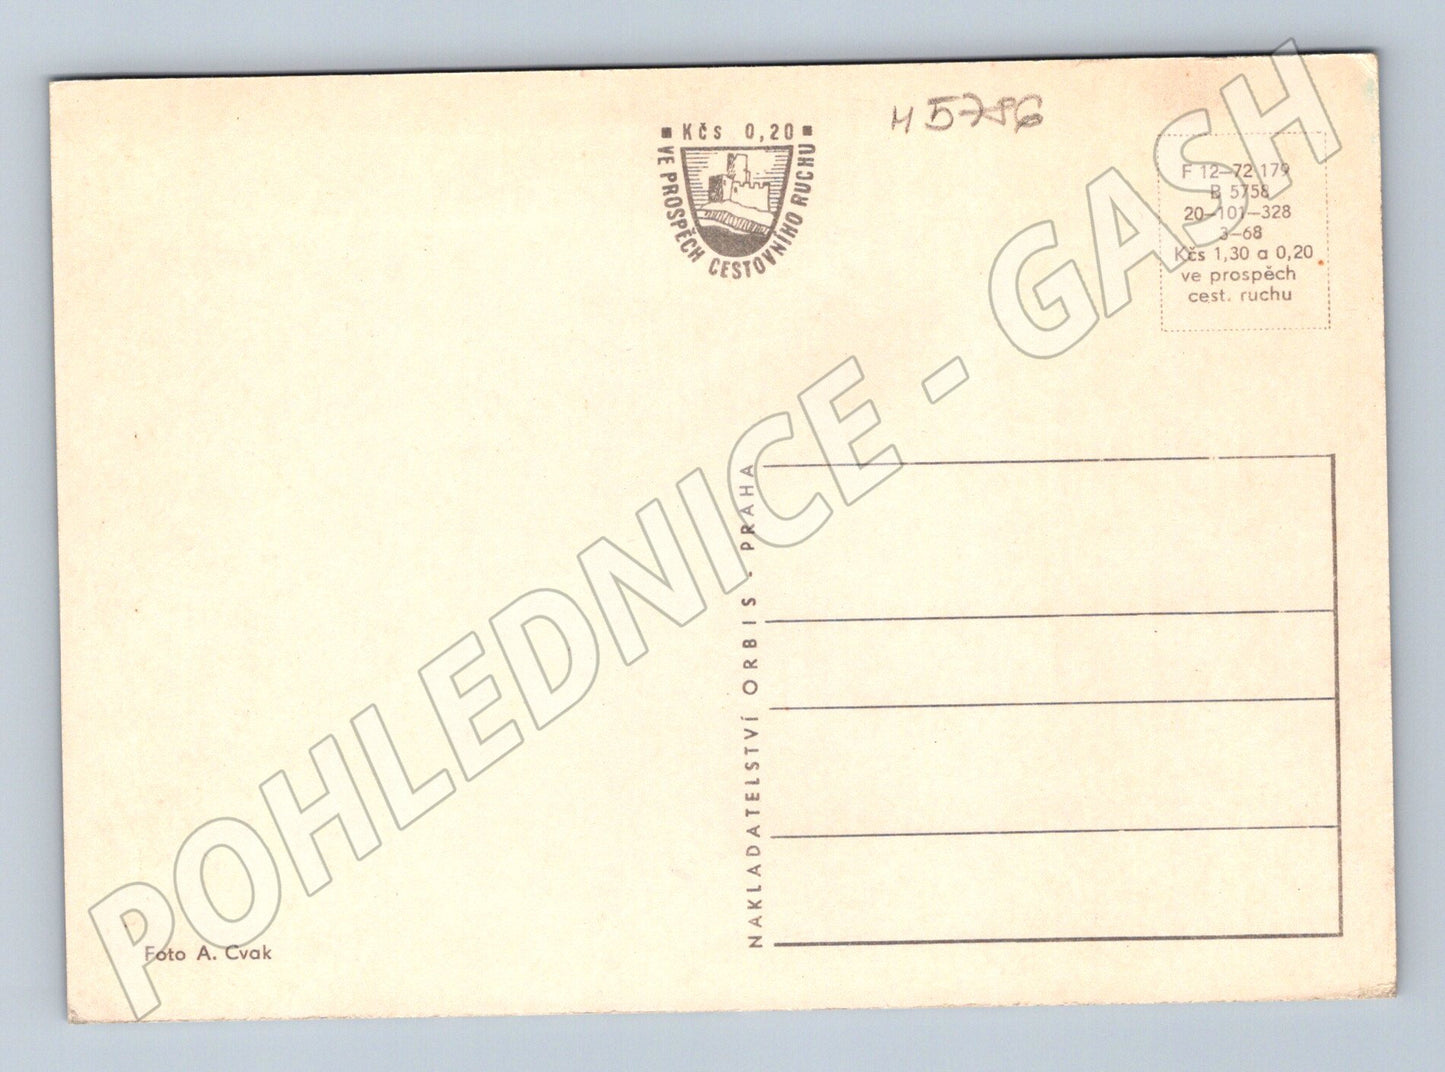 M 5786
■ Kčs 0,20 ■
VE PROSPĚCH CESTOVNÍHO RUCHU
F 12–72 179
B 5758
20–101–328
3–68
Kčs 1,30 a 0,20
ve prospěch
cest. ruchu
NAKLADATELSTVÍ ORBIS . PRAHA
Foto A. Cvak
POHLEDNICE - GASH